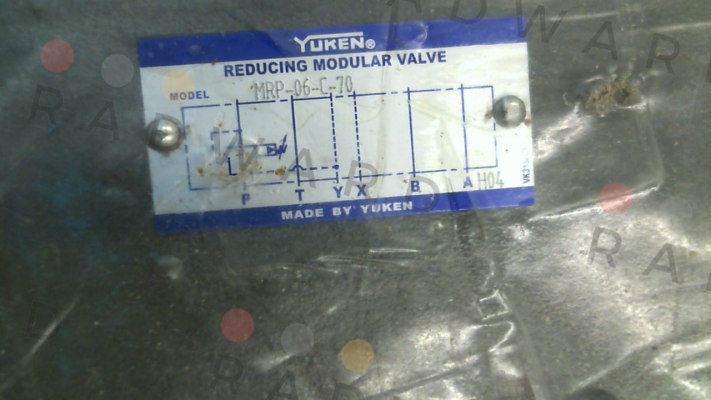 YUKEN®
REDUCING MODULAR VALVE
MODEL MRP-06-C-70
P T Y X B A H04
MADE BY YUKEN